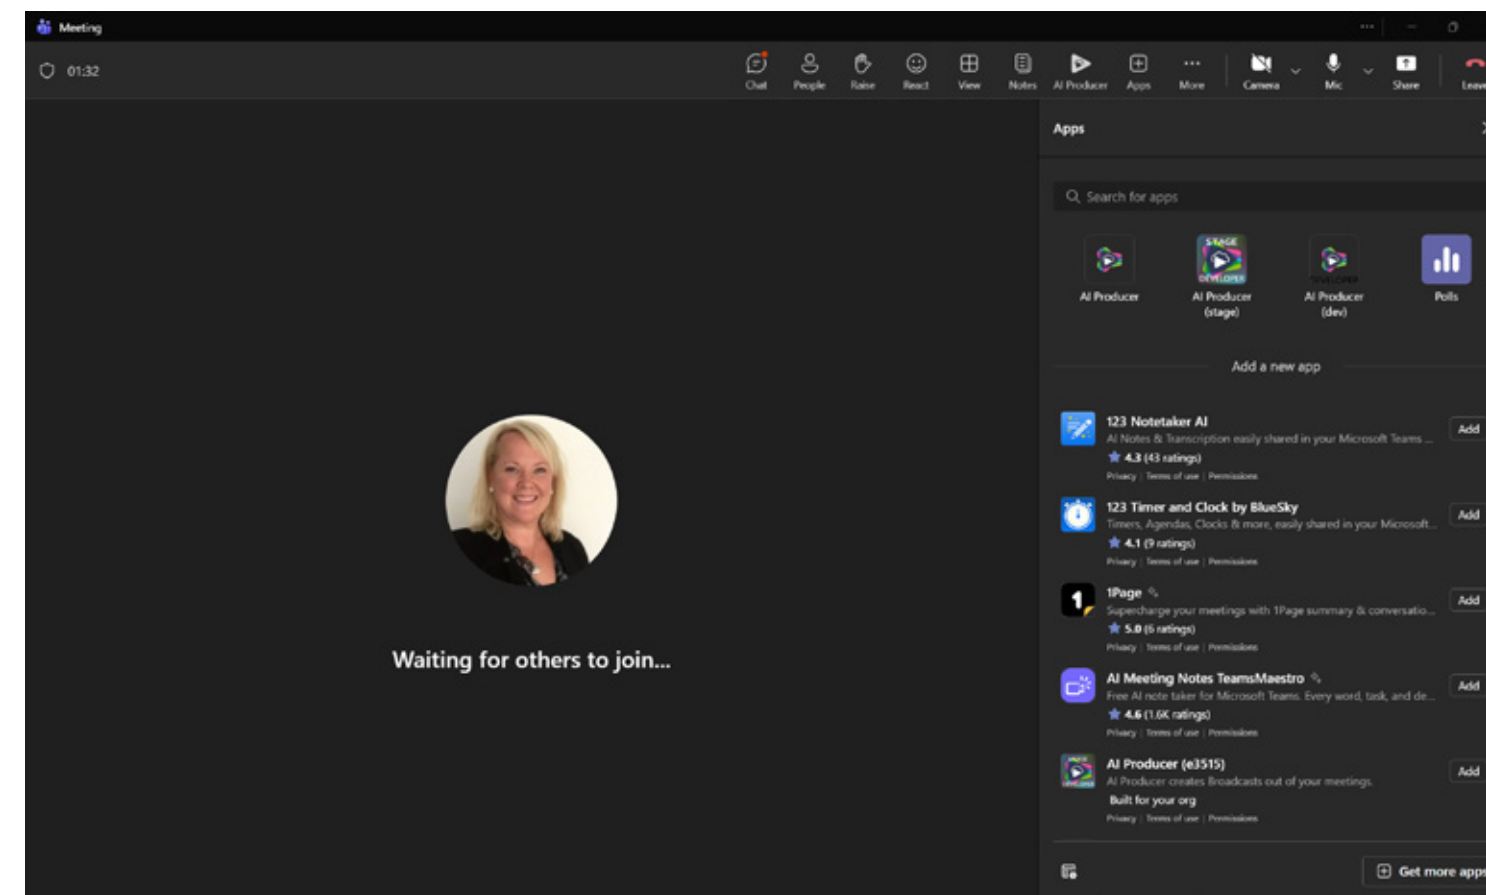 Meeting
01:32
Chat People Raise React View Notes AI Producer Apps More Camera Mic Share Leave
Apps
Search for apps
STAGE
DEVELOPER
AI Producer
AI Producer
(stage)
AI Producer
(dev)
Polls
Add a new app
123 Notetaker AI
AI Notes & Transcription easily shared in your Microsoft Teams ...
Add
4.3 (43 ratings)
Privacy | Terms of use | Permissions
123 Timer and Clock by BlueSky
Timers, Agendas, Clocks & more, easily shared in your Microsoft...
Add
4.1 (9 ratings)
Privacy | Terms of use | Permissions
1
1Page
Supercharge your meetings with 1Page summary & conversatio...
Add
5.0 (6 ratings)
Privacy | Terms of use | Permissions
AI Meeting Notes TeamsMaestro
Free AI note taker for Microsoft Teams. Every word, task, and de...
Add
4.6 (1.6K ratings)
Privacy | Terms of use | Permissions
AI Producer (e3515)
AI Producer creates Broadcasts out of your meetings.
Add
Built for your org
Privacy | Terms of use | Permissions
Get more apps
Waiting for others to join...